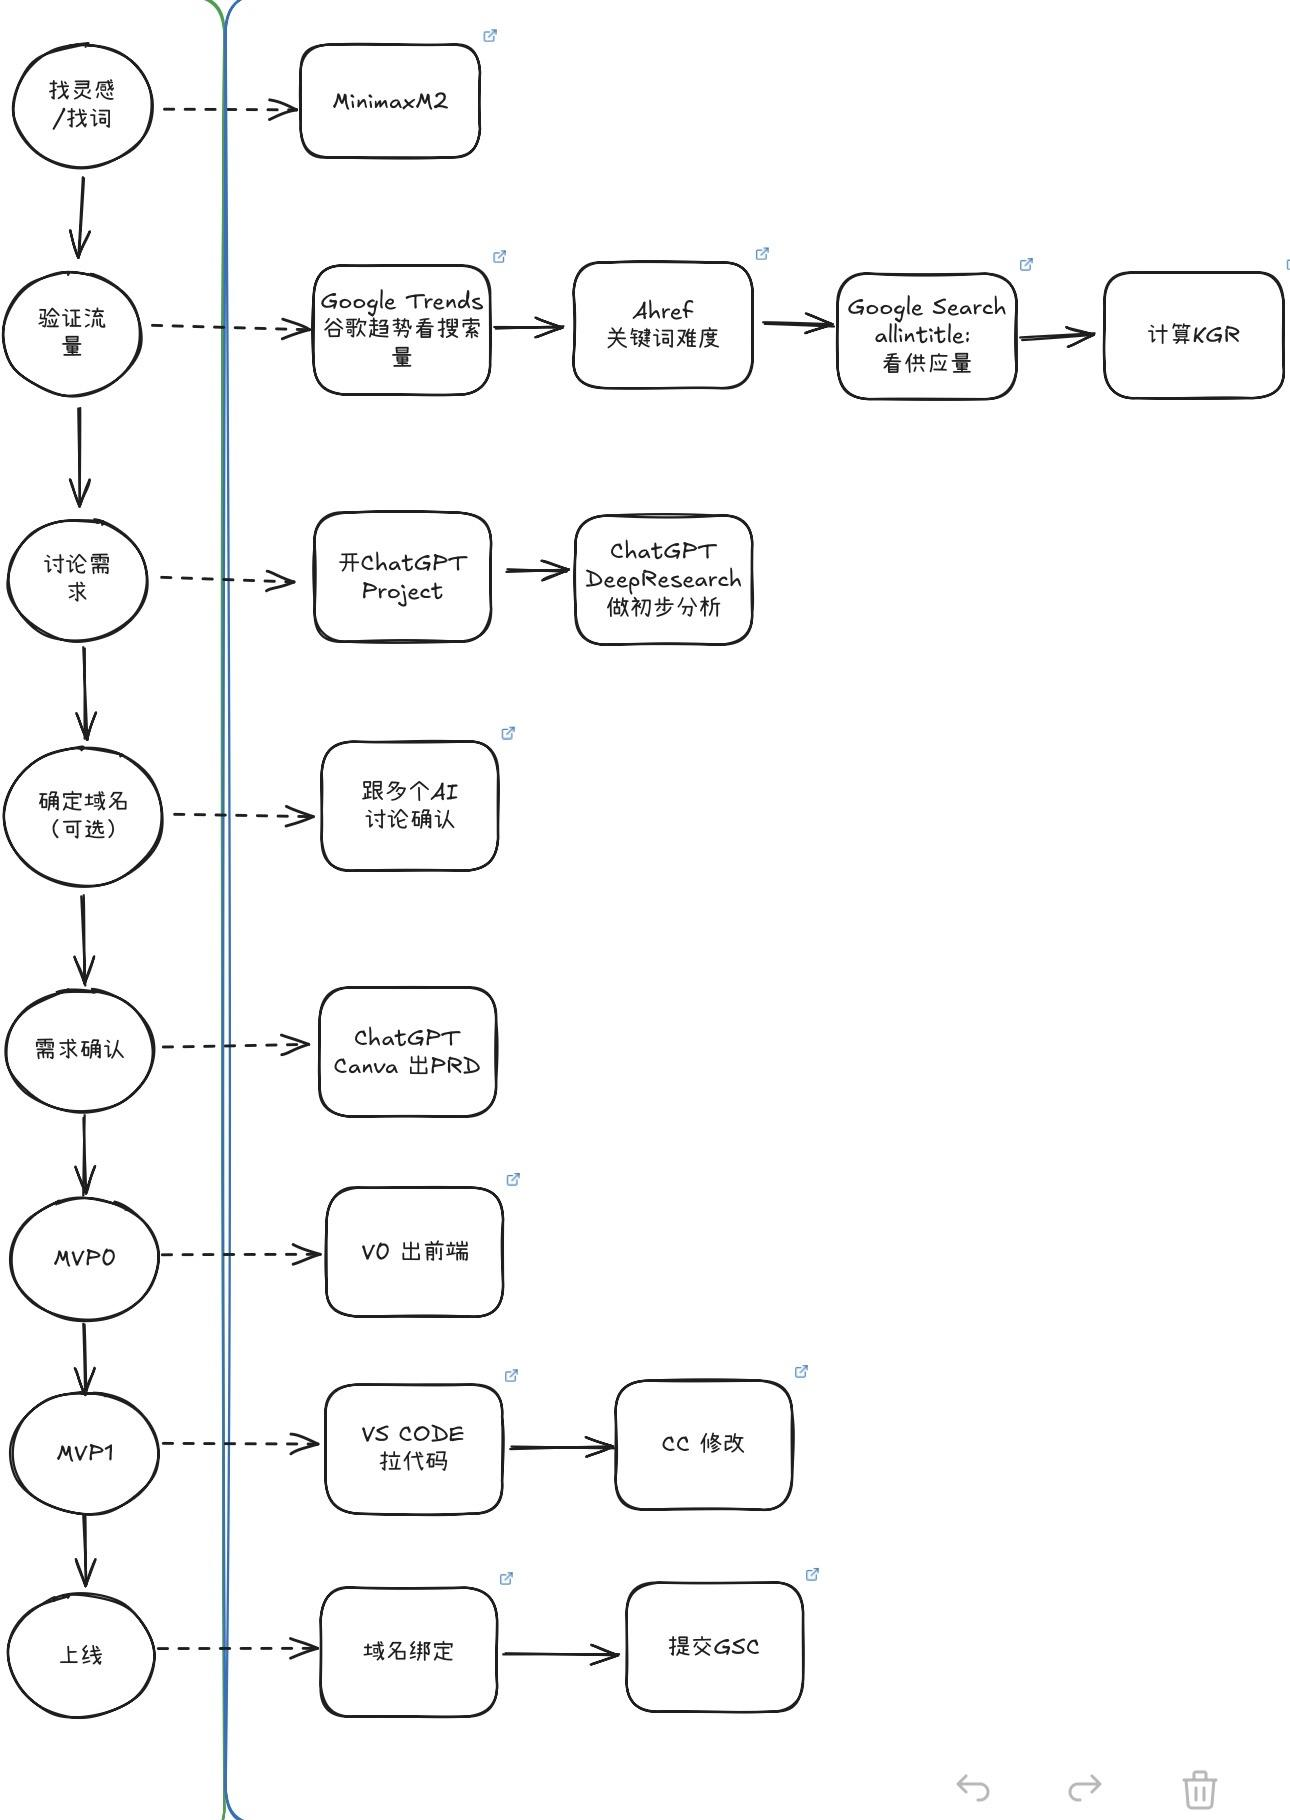 找灵感
/找词
MinimaxM2
验证流
量
Google Trends
谷歌趋势看搜索
量
Ahref
关键词难度
Google Search
allintitle:
看供应量
计算KGR
讨论需
求
开ChatGPT
Project
ChatGPT
DeepResearch
做初步分析
确定域名
（可选）
跟多个AI
讨论确认
需求确认
ChatGPT
Canva 出PRD
MVP0
V0 出前端
MVP1
VS CODE
拉代码
CC 修改
上线
域名绑定
提交GSC